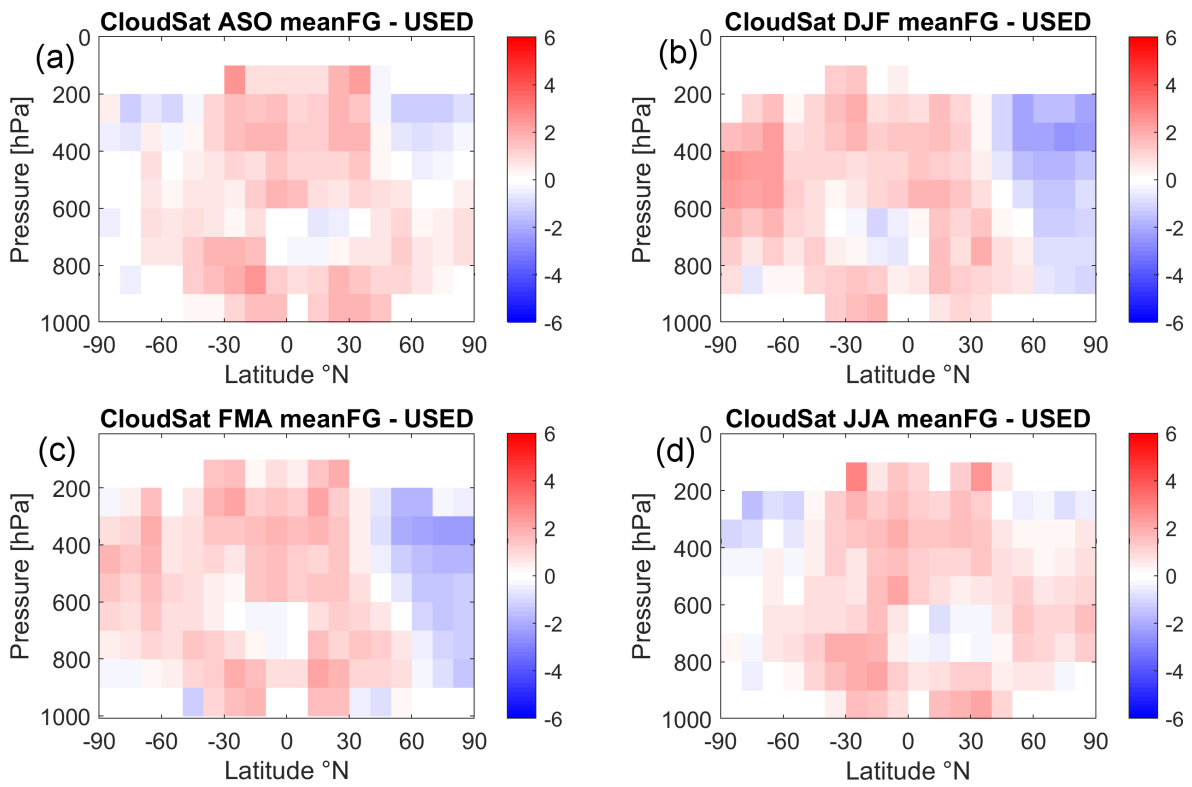 CloudSat ASO meanFG - USED
(a)
0
200
400
600
800
1000
Pressure [hPa]
-90 -60 -30 0 30 60 90
Latitude °N
6
4
2
0
-2
-4
-6
CloudSat DJF meanFG - USED
(b)
0
200
400
600
800
1000
Pressure [hPa]
-90 -60 -30 0 30 60 90
Latitude °N
6
4
2
0
-2
-4
-6
CloudSat FMA meanFG - USED
(c)
0
200
400
600
800
1000
Pressure [hPa]
-90 -60 -30 0 30 60 90
Latitude °N
6
4
2
0
-2
-4
-6
CloudSat JJA meanFG - USED
(d)
0
200
400
600
800
1000
Pressure [hPa]
-90 -60 -30 0 30 60 90
Latitude °N
6
4
2
0
-2
-4
-6